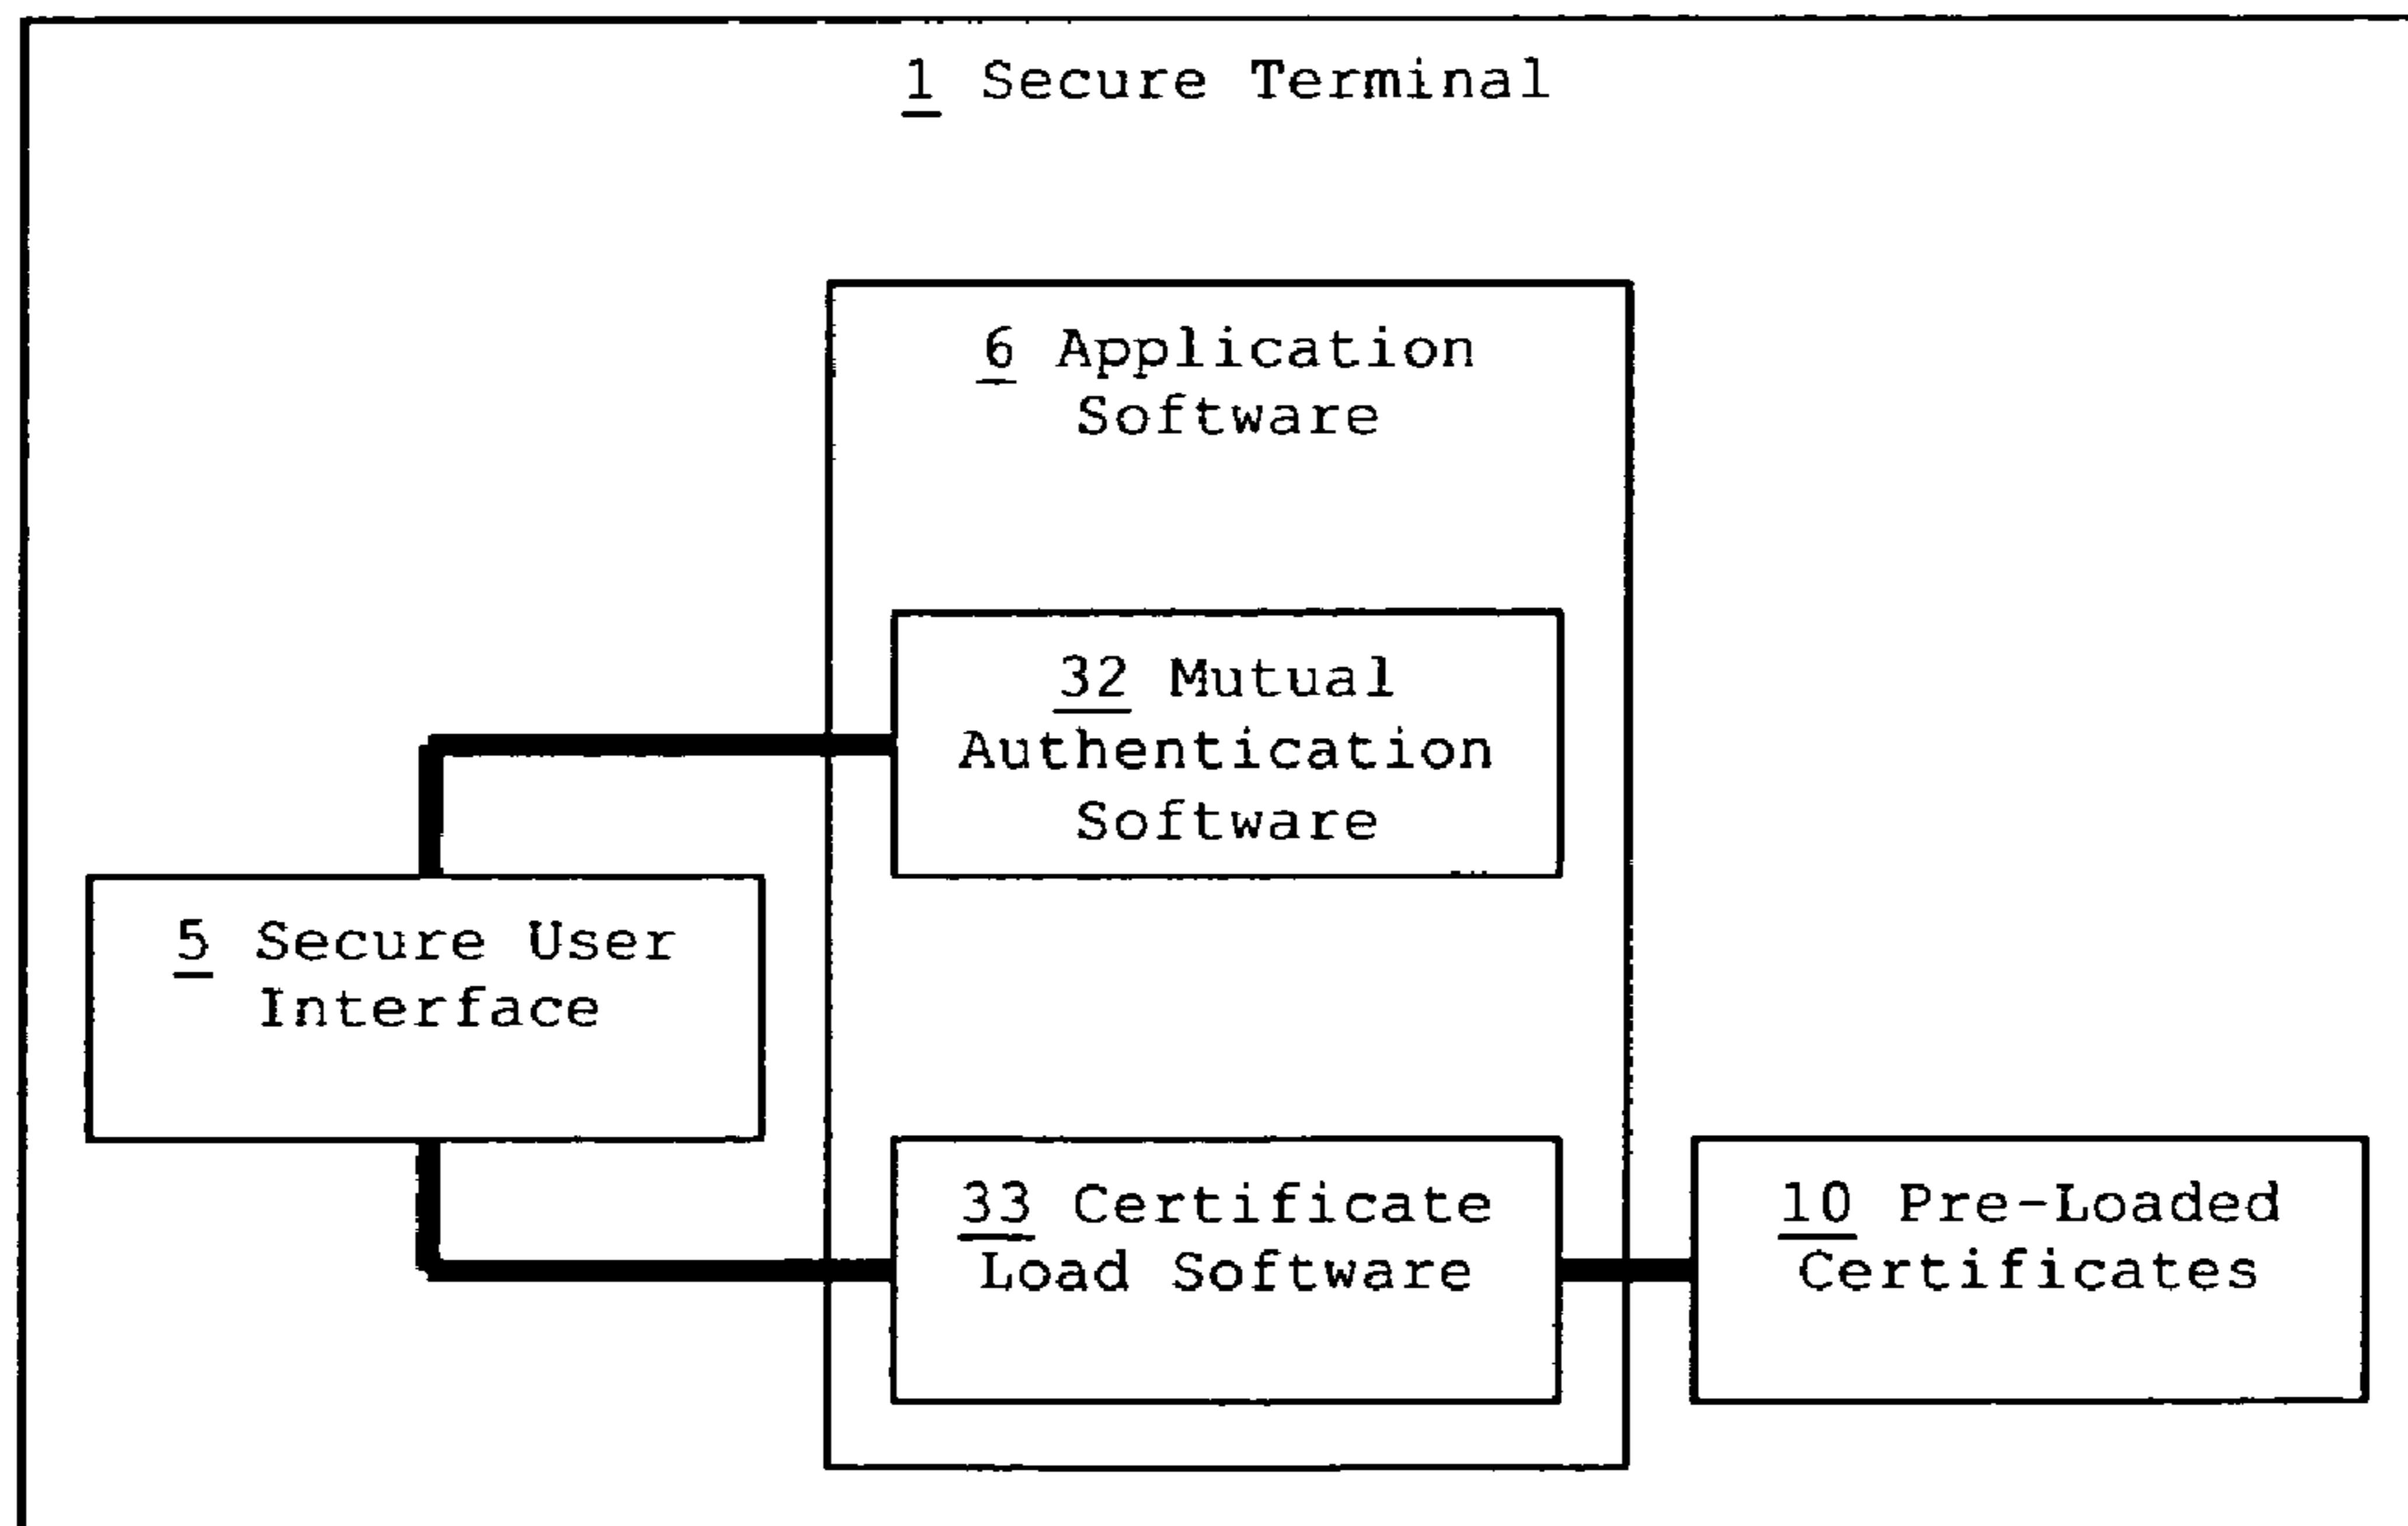 1 Secure Terminal
6 Application
Software
32 Mutual
Authentication
Software
5 Secure User
Interface
33 Certificate
Load Software
10 Pre-Loaded
Certificates